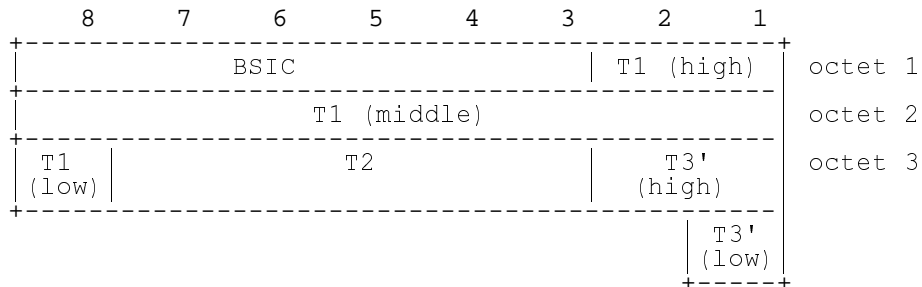 8 7 6 5 4 3 2 1
BSIC T1 (high) octet 1
T1 (middle) octet 2
T1 T2 T3' octet 3
(low) (high)
T3'
(low)